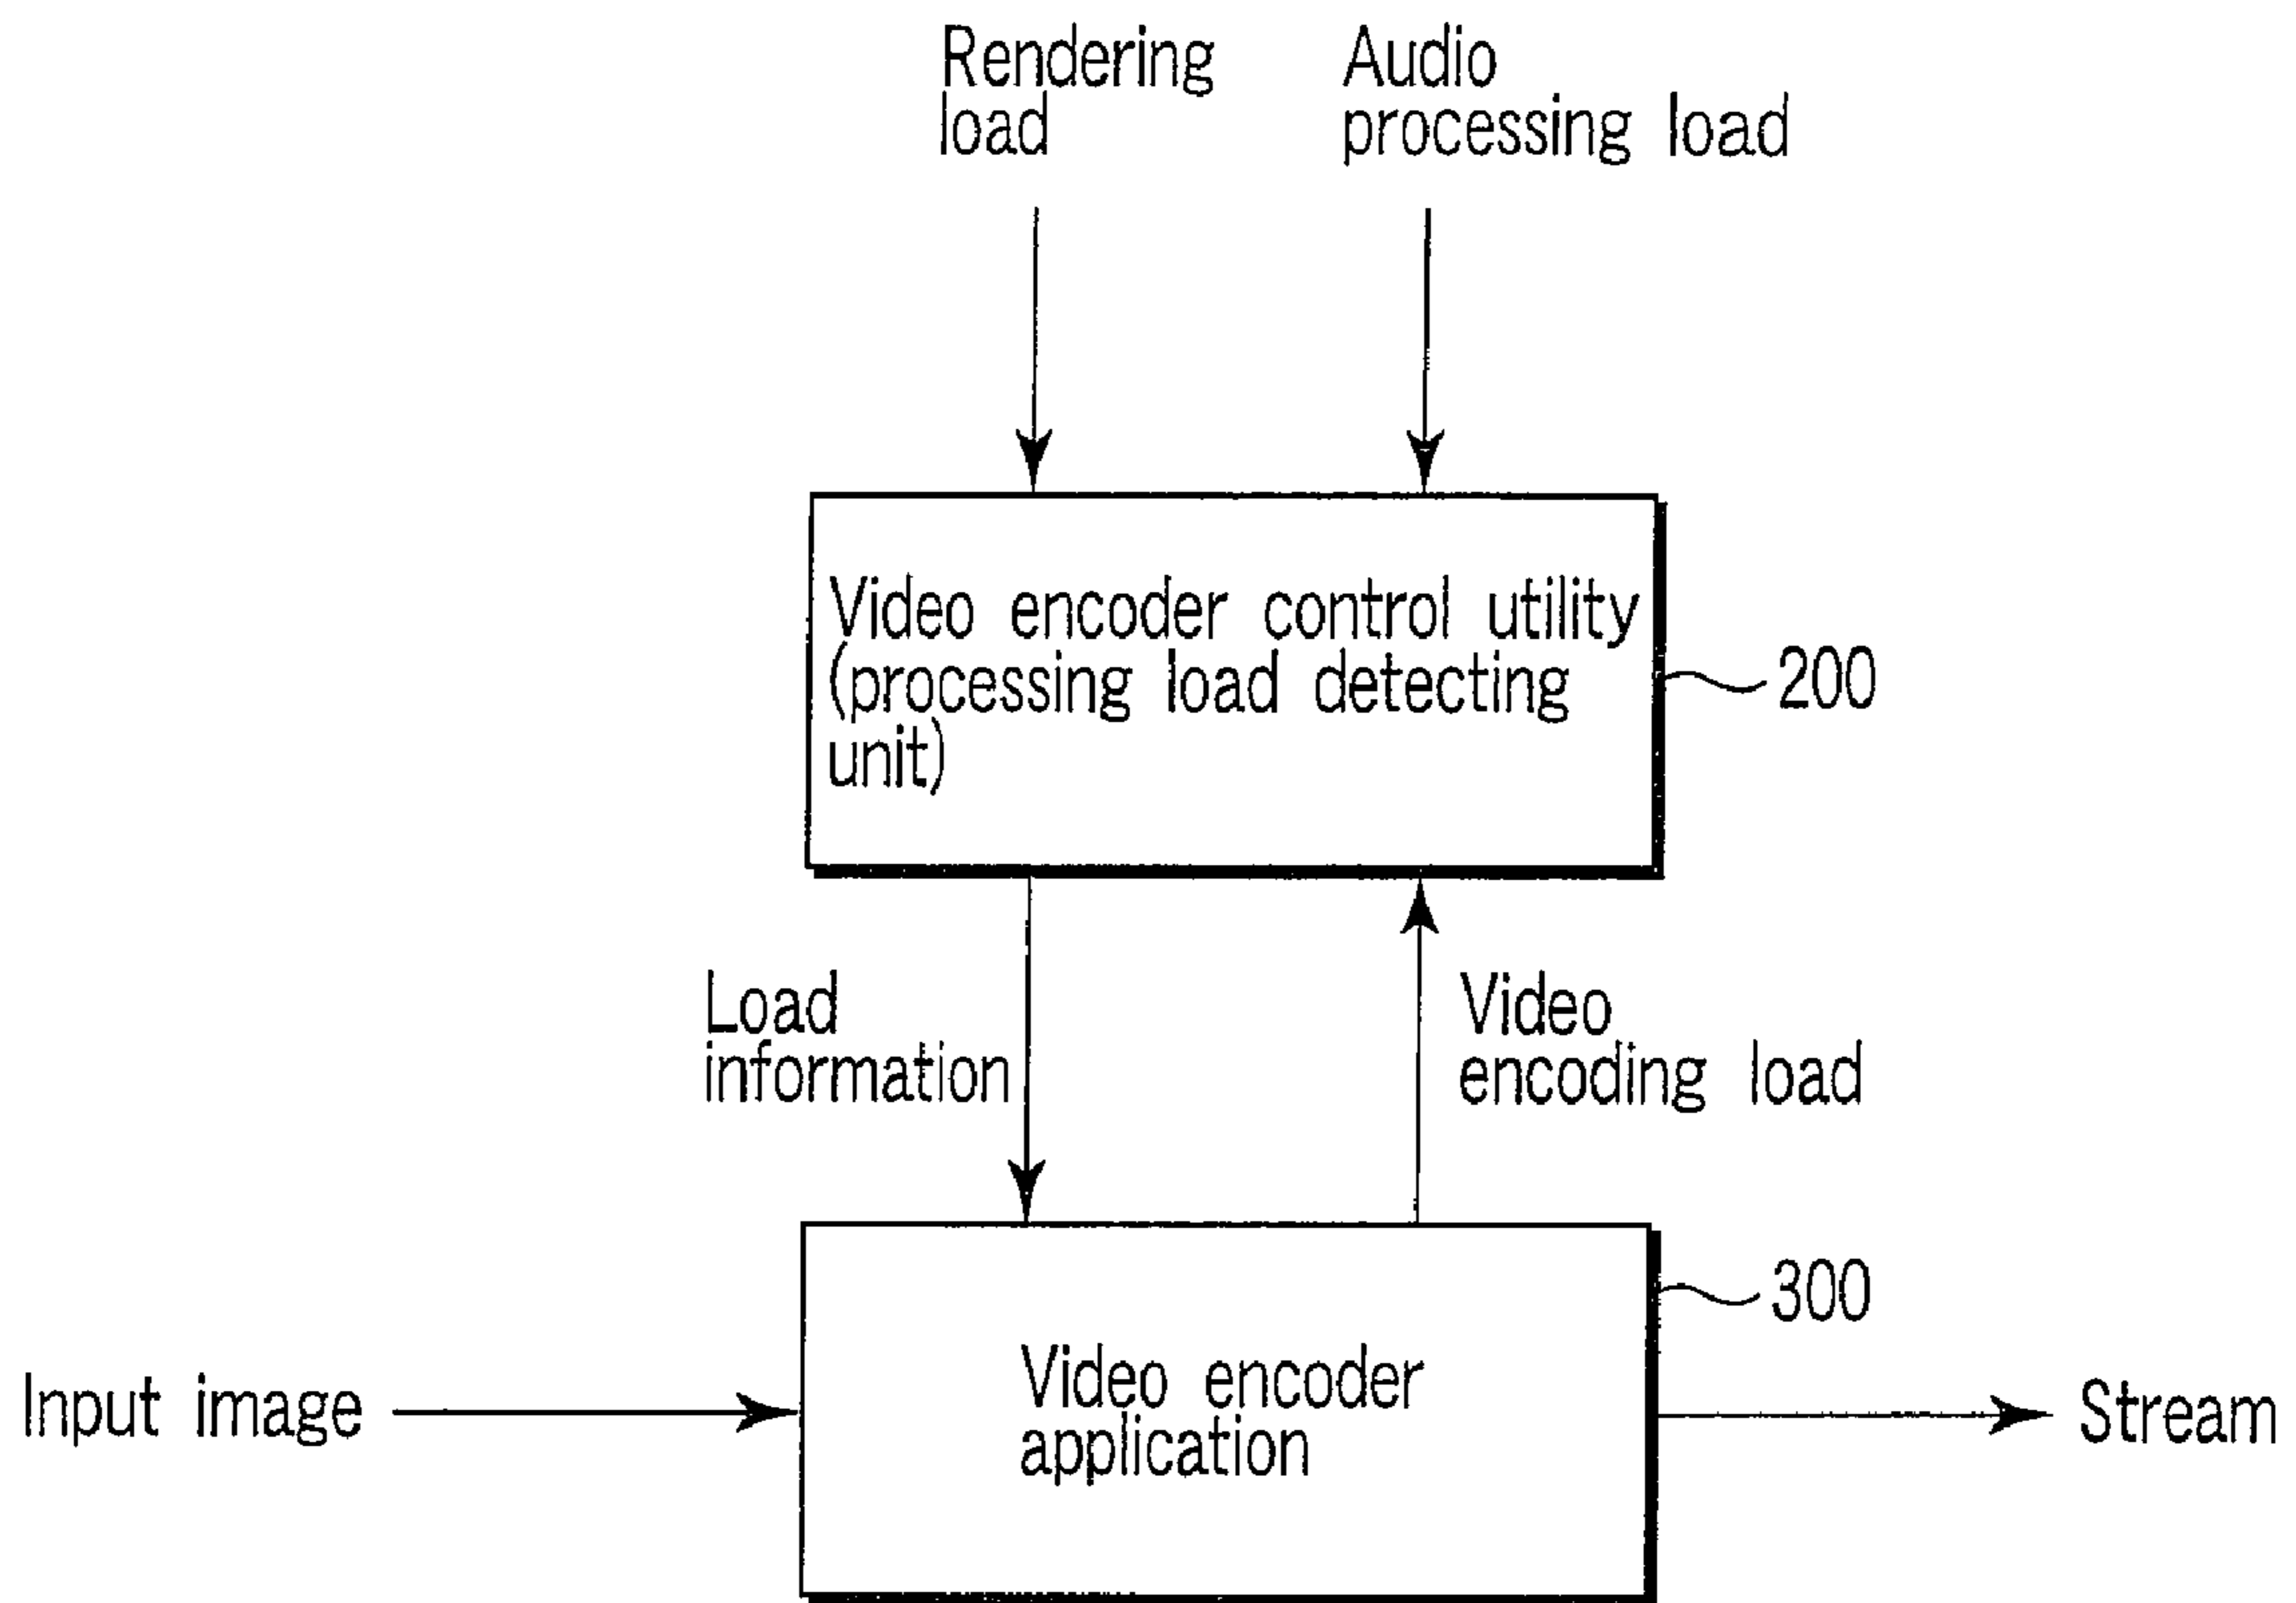 Rendering
load
Audio
processing load
Video encoder control utility
(processing load detecting
unit)
200
Load
information
Video
encoding load
300
Input image
Video encoder
application
Stream